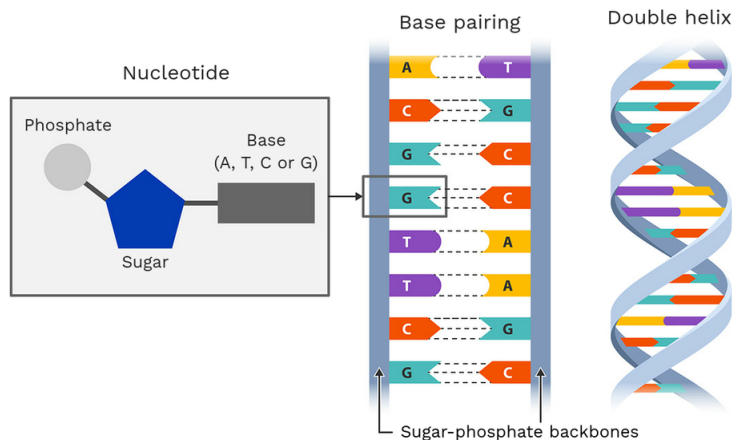 Base pairing
Double helix
Nucleotide
Phosphate
Base
(A, T, C or G)
Sugar
A T
C G
G C
G C
T A
T A
C G
G C
Sugar-phosphate backbones